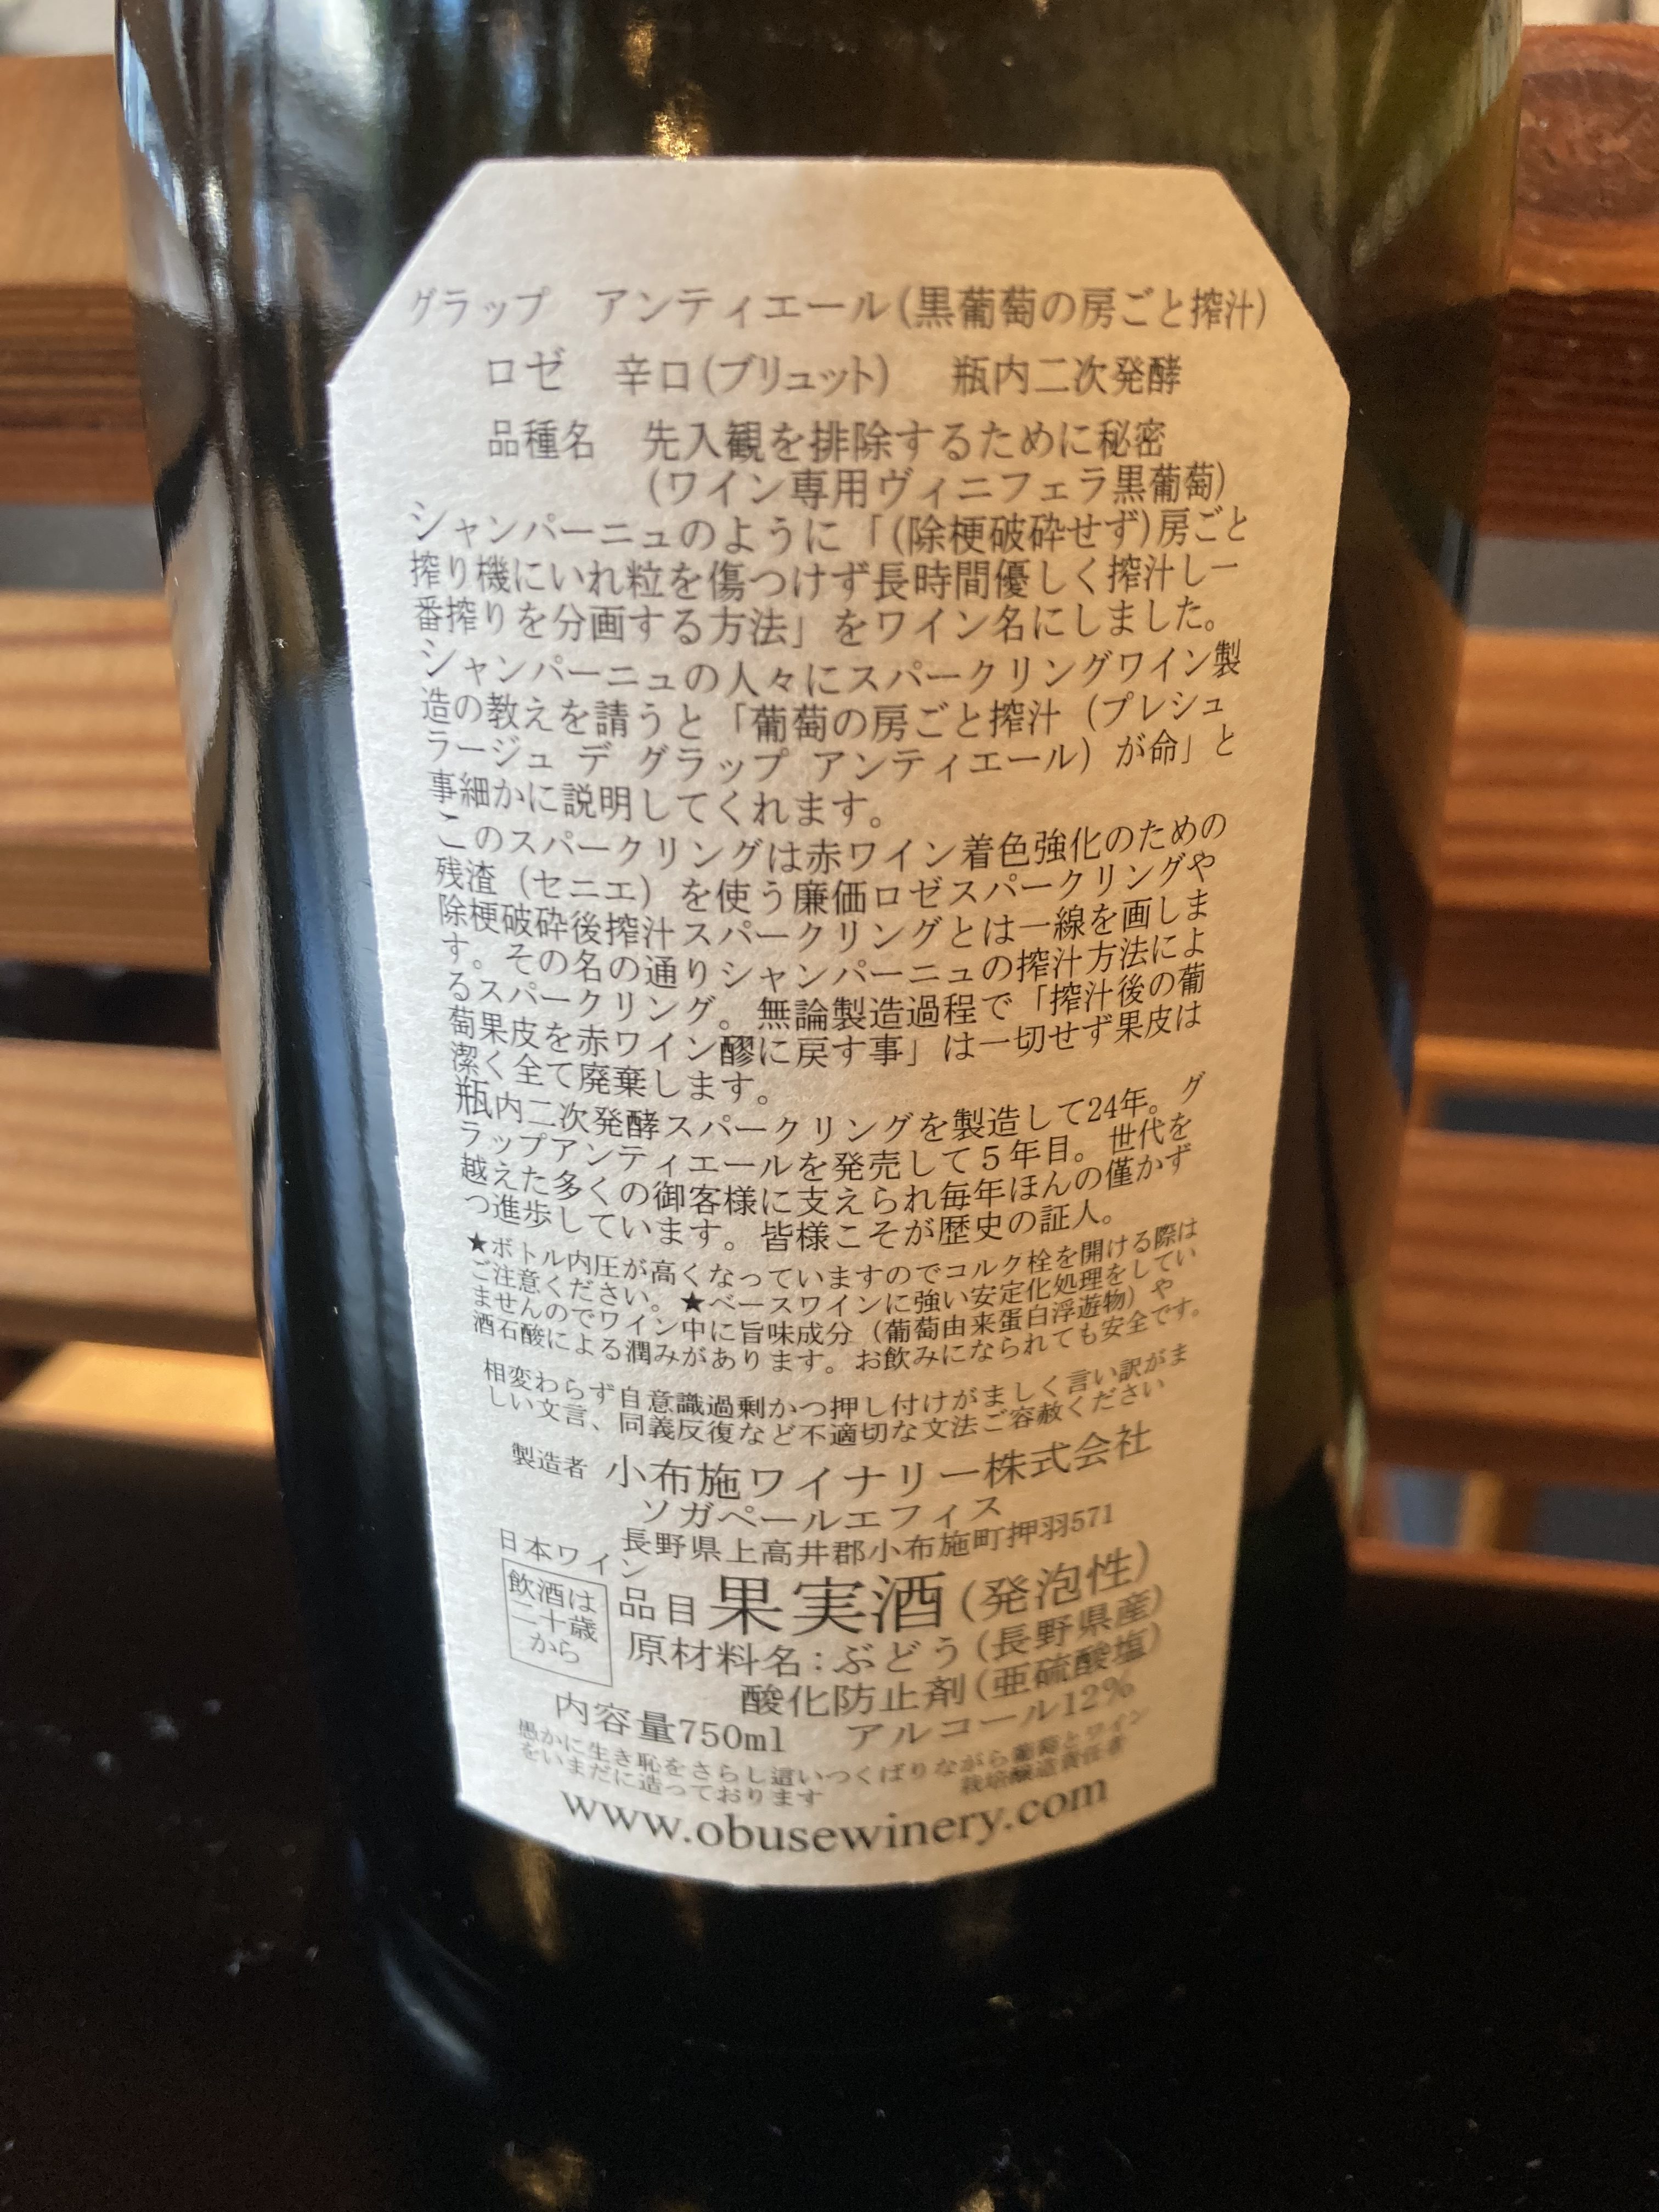 グラップ　アンティエール(黒葡萄の房ごと搾汁)
ロゼ　辛口(ブリュット)　瓶内二次発酵
品種名　先入観を排除するために秘密
(ワイン専用ヴィニフェラ黒葡萄)
シャンパーニュのように「(除梗破砕せず)房ごと
搾り機にいれ粒を傷つけず長時間優しく搾汁し一
番搾りを分画する方法」をワイン名にしました。
シャンパーニュの人々にスパークリングワイン製
造の教えを請うと「葡萄の房ごと搾汁（プレシュ
ラージュ デ グラップ アンティエール）が命」と
事細かに説明してくれます。
このスパークリングは赤ワイン着色強化のための
残渣（セニエ）を使う廉価ロゼスパークリングや
除梗破砕後搾汁スパークリングとは一線を画しま
す。その名の通りシャンパーニュの搾汁方法によ
るスパークリング。無論製造過程で「搾汁後の葡
萄果皮を赤ワイン醪に戻す事」は一切せず果皮は
潔く全て廃棄します。
瓶内二次発酵スパークリングを製造して24年。グ
ラップアンティエールを発売して５年目。世代を
越えた多くの御客様に支えられ毎年ほんの僅かず
つ進歩しています。皆様こそが歴史の証人。
★ボトル内圧が高くなっていますのでコルク栓を開ける際は
ご注意ください。★ベースワインに強い安定化処理をしてい
ませんのでワイン中に旨味成分（葡萄由来蛋白浮遊物）や
酒石酸による潤みがあります。お飲みになられても安全です。
相変わらず自意識過剰かつ押し付けがましく言い訳がま
しい文言、同義反復など不適切な文法ご容赦ください
製造者 小布施ワイナリー株式会社
ソガペールエフィス
長野県上高井郡小布施町押羽571
日本ワイン
飲酒は
二十歳
から
品目 果実酒(発泡性)
原材料名：ぶどう(長野県産)
酸化防止剤(亜硫酸塩)
内容量750ml　アルコール12%
愚かに生き恥をさらし這いつくばりながら葡萄とワイン
をいまだに造っております　栽培醸造責任者
www.obusewinery.com